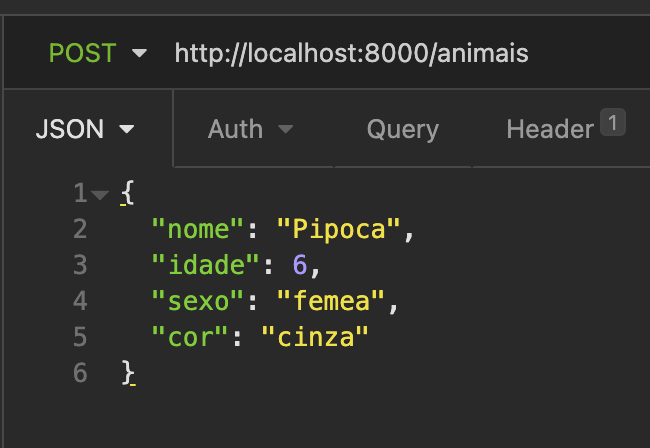 POST http://localhost:8000/animais
JSON Auth Query Header 1
1 {
2 "nome": "Pipoca",
3 "idade": 6,
4 "sexo": "femea",
5 "cor": "cinza"
6 }